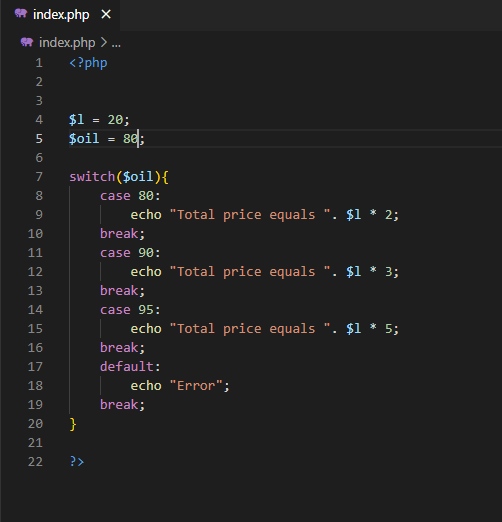 index.php ×
index.php > ...
1 <?php
2
3
4 $l = 20;
5 $oil = 80;
6
7 switch($oil){
8     case 80:
9         echo "Total price equals ". $l * 2;
10     break;
11     case 90:
12         echo "Total price equals ". $l * 3;
13     break;
14     case 95:
15         echo "Total price equals ". $l * 5;
16     break;
17     default:
18         echo "Error";
19     break;
20 }
21
22 ?>